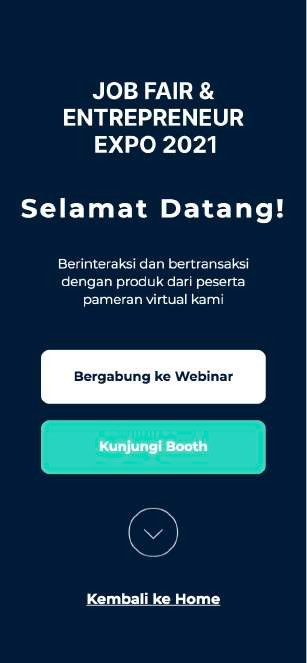 JOB FAIR &
ENTREPRENEUR
EXPO 2021
Selamat Datang!
Berinteraksi dan bertransaksi
dengan produk dari peserta
pameran virtual kami
Bergabung ke Webinar
Kunjungi Booth
Kembali ke Home